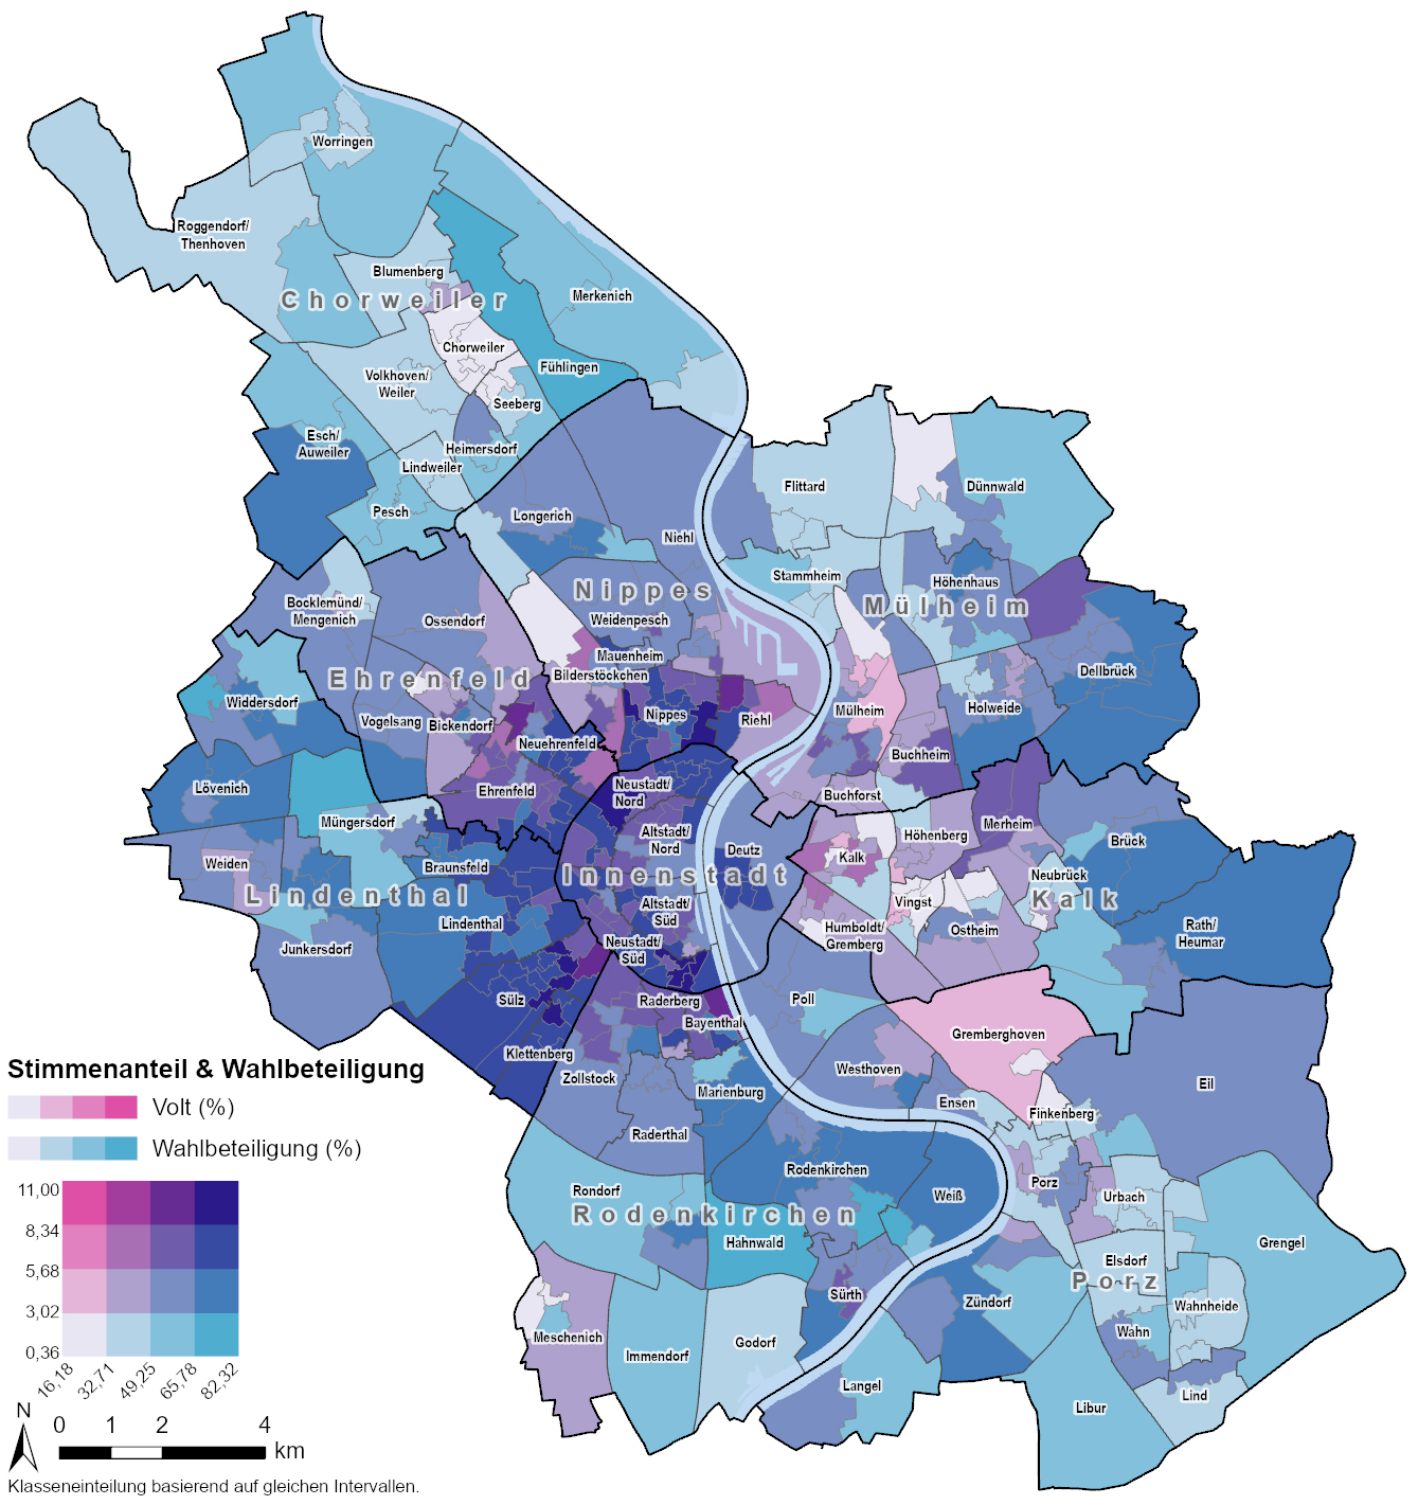 Worringen
Roggendorf/
Thenhoven
Blumenberg
Chorweiler
Merkenich
Chorweiler
Fühlingen
Volkhoven/
Weiler
Seeberg
Esch/
Auweiler
Heimersdorf
Lindweiler
Pesch
Flittard
Dünnwald
Longerich
Niehl
Stammheim
Höhenhaus
Nippes
Mülheim
Bocklemünd/
Mengenich
Ossendorf
Weidenpesch
Mauenheim
Bilderstöckchen
Dellbrück
Ehrenfeld
Widdersdorf
Vogelsang
Bickendorf
Nippes
Riehl
Mülheim
Holweide
Neuehrenfeld
Buchheim
Lövenich
Ehrenfeld
Neustadt/
Nord
Buchforst
Müngersdorf
Altstadt/
Nord
Deutz
Kalk
Höhenberg
Merheim
Brück
Weiden
Braunsfeld
Lindenthal
Innenstadt
Neubrück
Kalk
Vingst
Lindenthal
Altstadt/
Süd
Humboldt/
Gremberg
Ostheim
Rath/
Heumar
Junkersdorf
Neustadt/
Süd
Sülz
Raderberg
Poll
Bayenthal
Gremberghoven
Klettenberg
Zollstock
Marienburg
Westhoven
Eil
Ensen
Finkenberg
Raderthal
Rodenkirchen
Rondorf
Weiß
Porz
Urbach
Rodenkirchen
Hahnwald
Grengel
Elsdorf
Porz
Sürth
Zündorf
Wahnheide
Meschenich
Wahn
Immendorf
Godorf
Langel
Lind
Libur
Stimmenanteil & Wahlbeteiligung
Volt (%)
Wahlbeteiligung (%)
11,00
8,34
5,68
3,02
0,36
16,18 32,71 49,25 65,78 82,32
N
0 1 2 4
km
Klasseneinteilung basierend auf gleichen Intervallen.